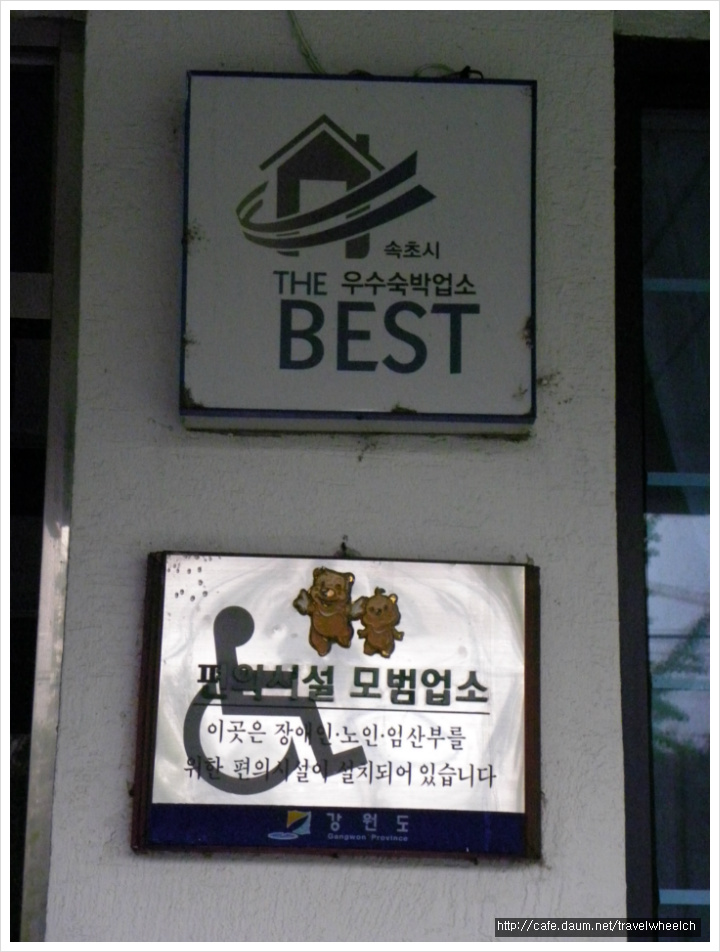 속초시
THE 우수숙박업소
BEST
편의시설 모범업소
이곳은 장애인·노인·임산부를
위한 편의시설이 설치되어 있습니다
강원도
Gangwon Province
http://cafe.daum.net/travelwheelch